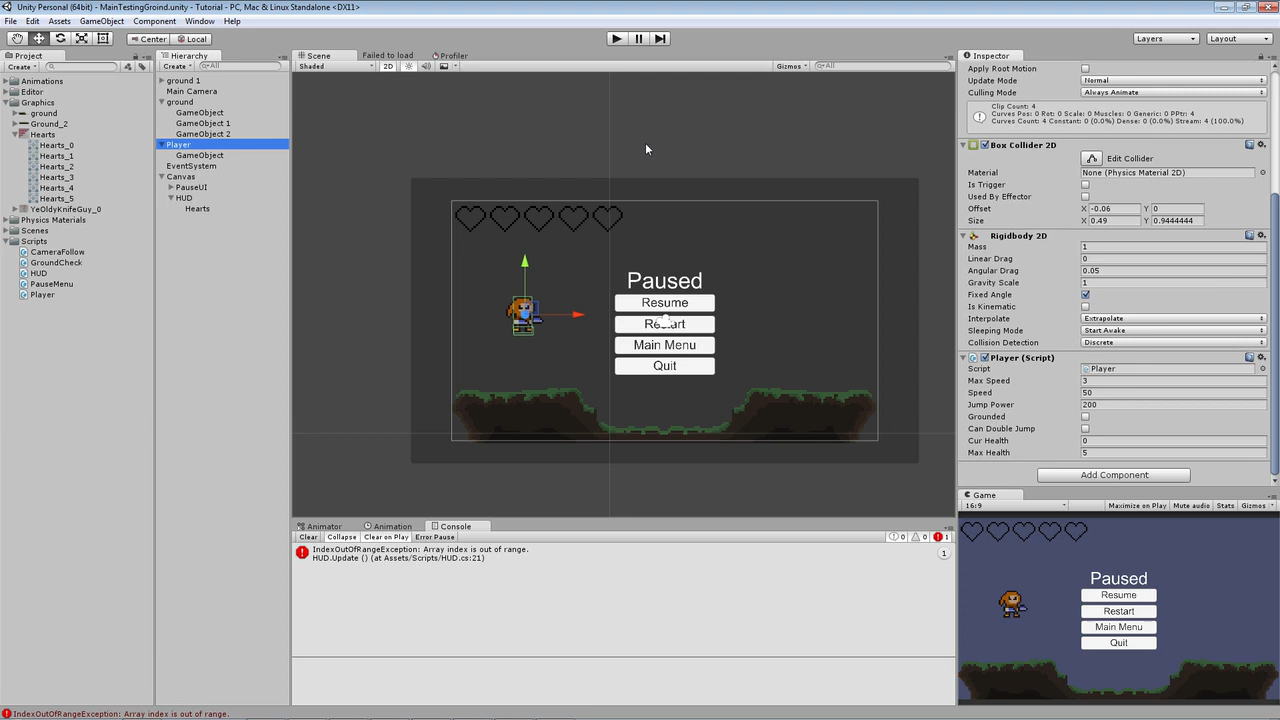 Unity Personal (64bit) - MainTestingGroind.unity - Tutorial - PC, Mac & Linux Standalone <DX11>
File Edit Assets GameObject Component Window Help
Center Local Layers Layout
Project
Create
Animations
Editor
Graphics
ground
Ground_2
Hearts
Hearts_0
Hearts_1
Hearts_2
Hearts_3
Hearts_4
Hearts_5
YeOldyKnifeGuy_0
Physics Materials
Scenes
Scripts
CameraFollow
GroundCheck
HUD
PauseMenu
Player
Hierarchy
Create All
ground 1
Main Camera
ground
GameObject
GameObject 1
GameObject 2
Player
GameObject
EventSystem
Canvas
PauseUI
HUD
Hearts
Scene Failed to load Profiler
Shaded 2D Gizmos All
Paused
Resume
Restart
Main Menu
Quit
Animator Animation Console
Clear Collapse Clear on Play Error Pause 0 0 1
IndexOutOfRangeException: Array index is out of range.
HUD.Update () (at Assets/Scripts/HUD.cs:21)
1
Inspector
Apply Root Motion
Update Mode Normal
Culling Mode Always Animate
Clip Count: 4
Curves Pos: 0 Rot: 0 Scale: 0 Muscles: 0 Generic: 0 PPtr: 4
Curves Count: 4 Constant: 0 (0.0%) Dense: 0 (0.0%) Stream: 4 (100.0%)
Box Collider 2D
Edit Collider
Material None (Physics Material 2D)
Is Trigger
Used By Effector
Offset X -0.06 Y 0
Size X 0.49 Y 0.9444444
Rigidbody 2D
Mass 1
Linear Drag 0
Angular Drag 0.05
Gravity Scale 1
Fixed Angle
Is Kinematic
Interpolate Extrapolate
Sleeping Mode Start Awake
Collision Detection Discrete
Player (Script)
Script Player
Max Speed 3
Speed 50
Jump Power 200
Grounded
Can Double Jump
Cur Health 0
Max Health 5
Add Component
Game
16:9 Maximize on Play Mute audio Stats Gizmos
Paused
Resume
Restart
Main Menu
Quit
IndexOutOfRangeException: Array index is out of range.